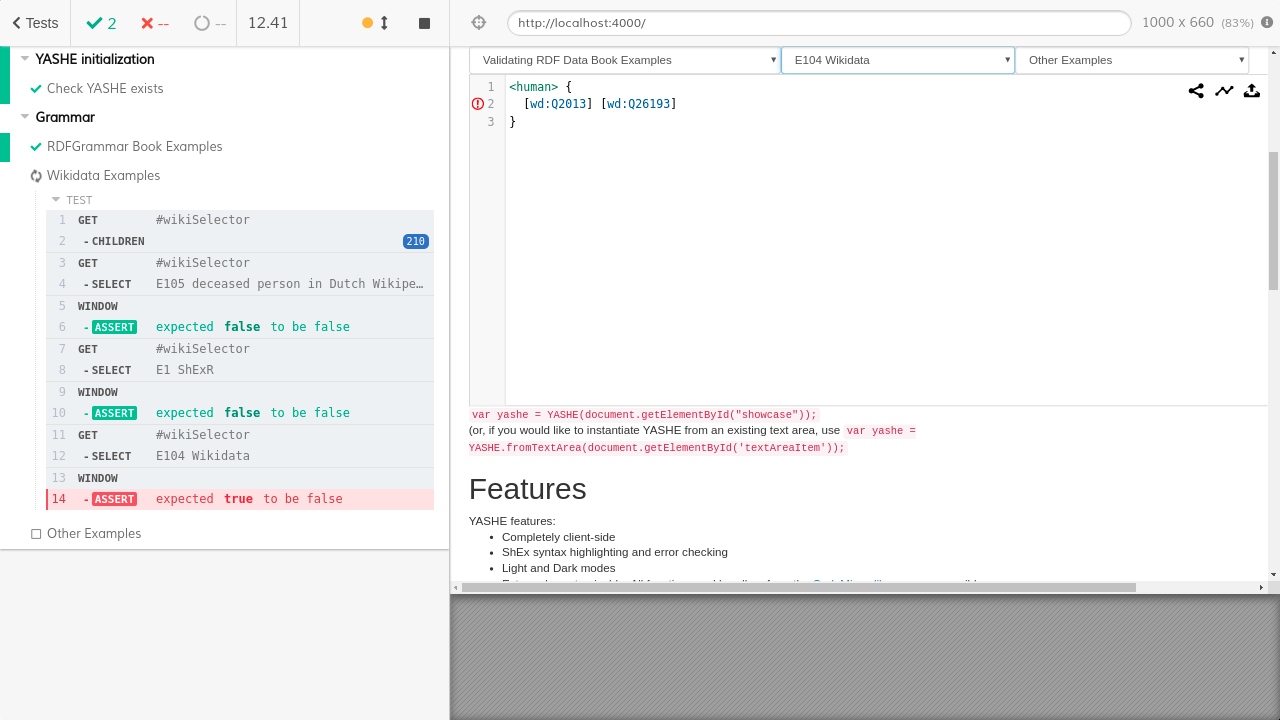 Tests
2
--
--
12.41
http://localhost:4000/
1000 x 660 (83%)
YASHE initialization
Check YASHE exists
Grammar
RDFGrammar Book Examples
Wikidata Examples
TEST
1 GET #wikiSelector
2 - CHILDREN 210
3 GET #wikiSelector
4 - SELECT E105 deceased person in Dutch Wikipe…
5 WINDOW
6 - ASSERT expected false to be false
7 GET #wikiSelector
8 - SELECT E1 ShExR
9 WINDOW
10 - ASSERT expected false to be false
11 GET #wikiSelector
12 - SELECT E104 Wikidata
13 WINDOW
14 - ASSERT expected true to be false
Other Examples
Validating RDF Data Book Examples
E104 Wikidata
Other Examples
1 <human> {
2 [wd:Q2013] [wd:Q26193]
3 }
var yashe = YASHE(document.getElementById("showcase"));
(or, if you would like to instantiate YASHE from an existing text area, use var yashe =
YASHE.fromTextArea(document.getElementById('textAreaItem'));
Features
YASHE features:
• Completely client-side
• ShEx syntax highlighting and error checking
• Light and Dark modes